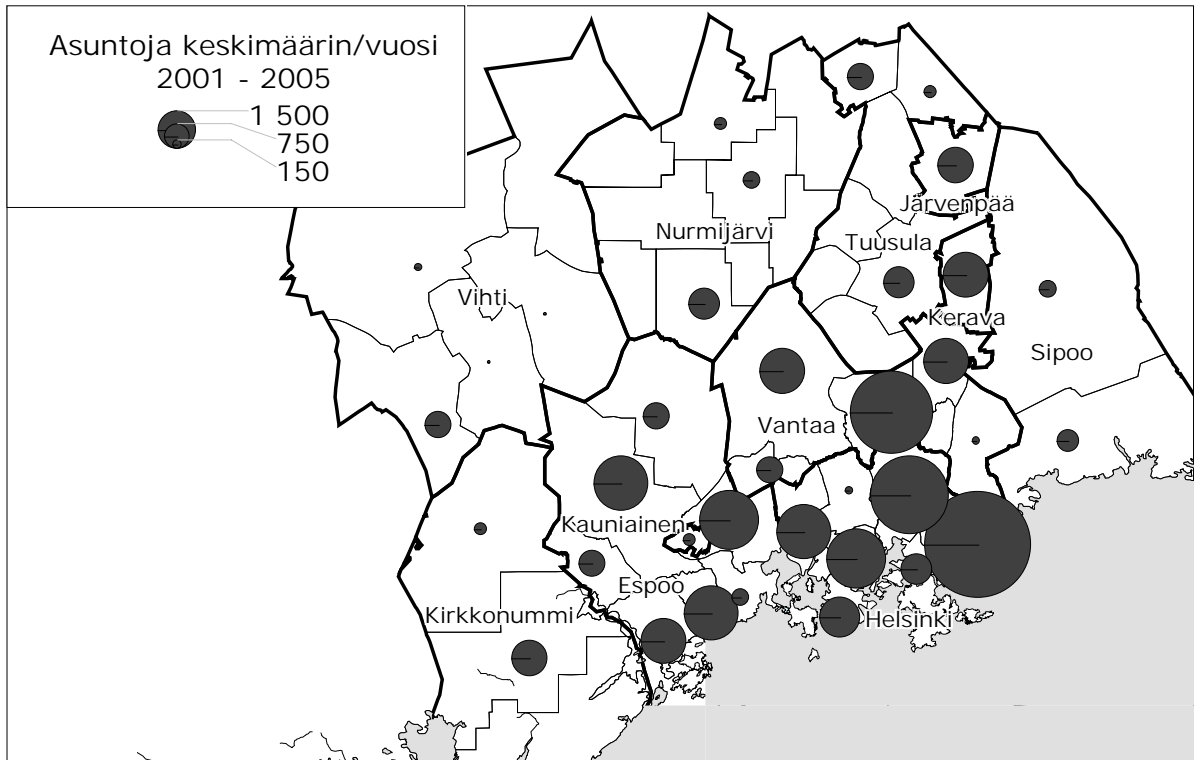 Asuntoja keskimäärin/vuosi
2001 - 2005
1 500
750
150
Järvenpää
Nurmijärvi
Tuusula
Vihti
Kerava
Sipoo
Vantaa
Kauniainen
Espoo
Kirkkonummi
Helsinki